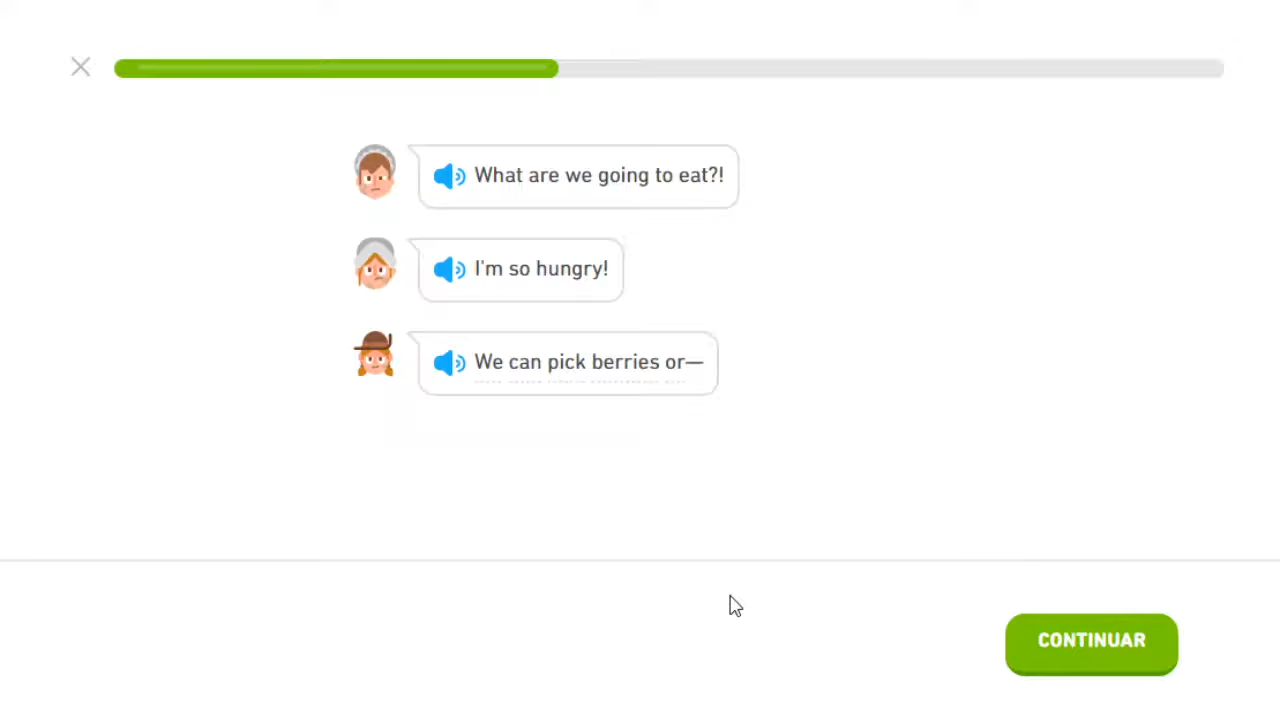 What are we going to eat?!
I'm so hungry!
We can pick berries or—
CONTINUAR